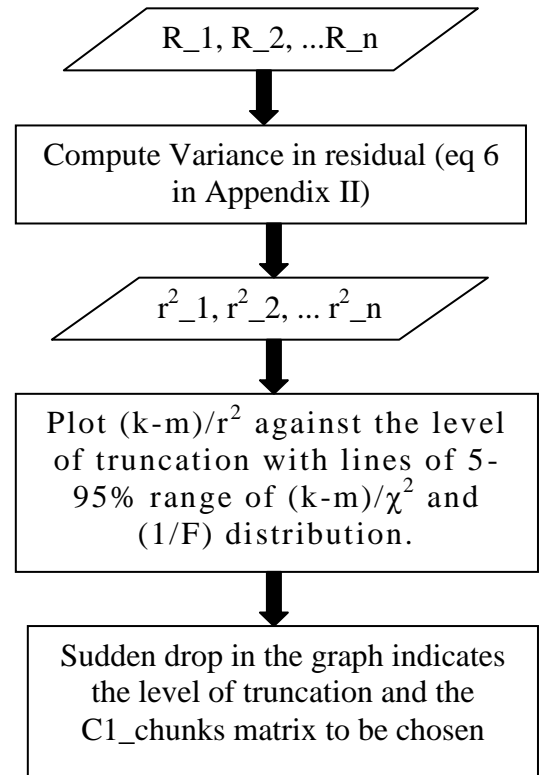 R_1, R_2, ...R_n
Compute Variance in residual (eq 6
in Appendix II)
r²_1, r²_2, ... r²_n
Plot (k-m)/r² against the level
of truncation with lines of 5-
95% range of (k-m)/χ² and
(1/F) distribution.
Sudden drop in the graph indicates
the level of truncation and the
C1_chunks matrix to be chosen